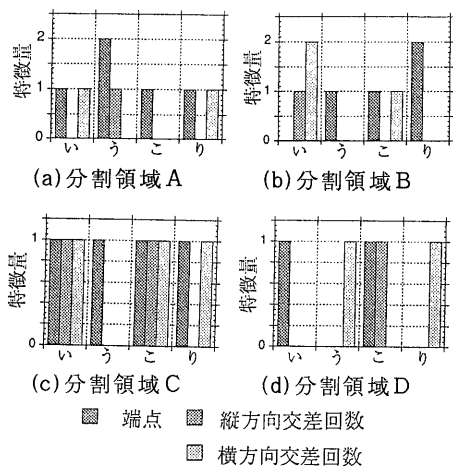 特徴量
2
1
0
い う こ り
(a)分割領域A
特徴量
2
1
0
い う こ り
(b)分割領域B
特徴量
1
0
い う こ り
(c)分割領域C
特徴量
1
0
い う こ り
(d)分割領域D
端点 縦方向交差回数
横方向交差回数